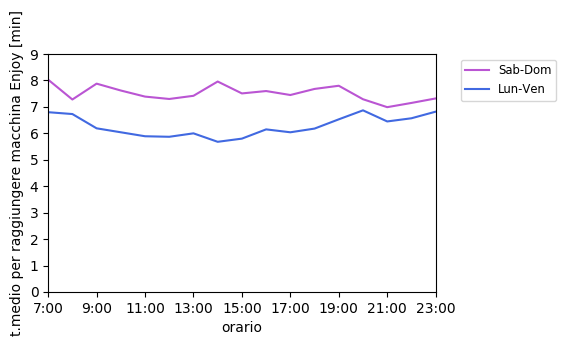 t.medio per raggiungere macchina Enjoy [min]
9
8
7
6
5
4
3
2
1
0
7:00 9:00 11:00 13:00 15:00 17:00 19:00 21:00 23:00
orario
Sab-Dom
Lun-Ven